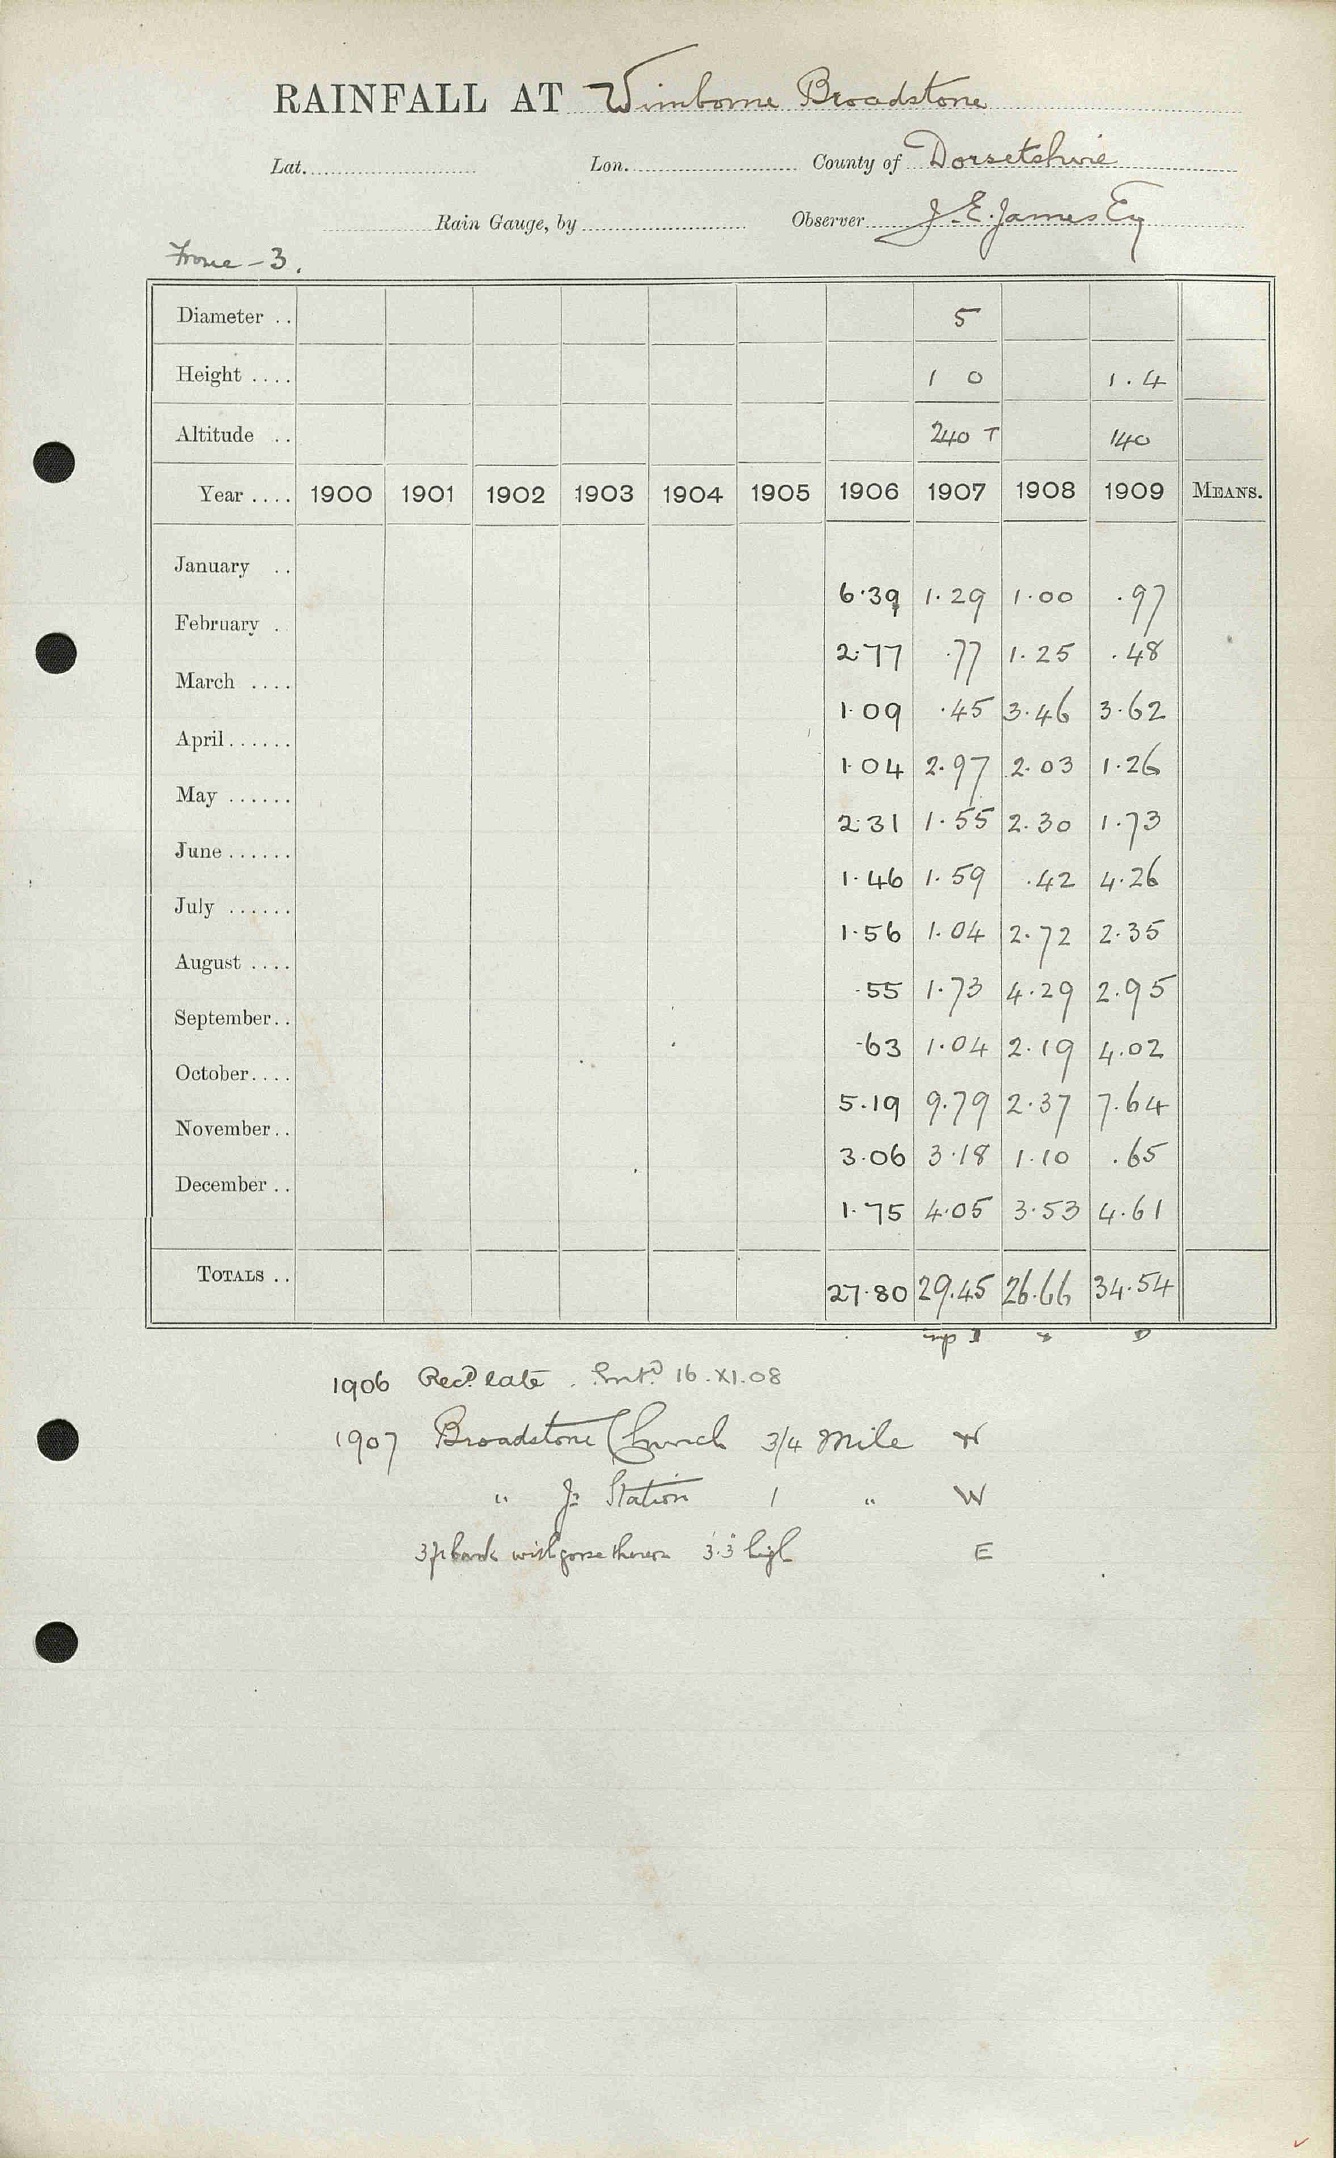 RAINFALL AT Wimborne Broadstone
Lat. Lon. County of Dorsetshire
Rain Gauge, by Observer J. E. James Esq
Frome - 3.
Diameter .. 5
Height .... 1 0 1.4
Altitude .. 240 T 140
Year .... 1900 1901 1902 1903 1904 1905 1906 1907 1908 1909 MEANS.
January .. 6.39 1.29 1.00 .97
February . 2.77 .77 1.25 .48
March .... 1.09 .45 3.46 3.62
April...... 1.04 2.97 2.03 1.26
May ...... 2.31 1.55 2.30 1.73
June...... 1.46 1.59 .42 4.26
July ...... 1.56 1.04 2.72 2.35
August .... .55 1.73 4.29 2.95
September.. .63 1.04 2.19 4.02
October.... 5.19 9.79 2.37 7.64
November.. 3.06 3.18 1.10 .65
December .. 1.75 4.05 3.53 4.61
TOTALS .. 27.80 29.45 26.66 34.54
1906 Recd late. 16.XI.08
1907 Broadstone Church 3/4 Mile W
" Jn Station 1 " W
3ft bank with gorse thereon 3.3 high E